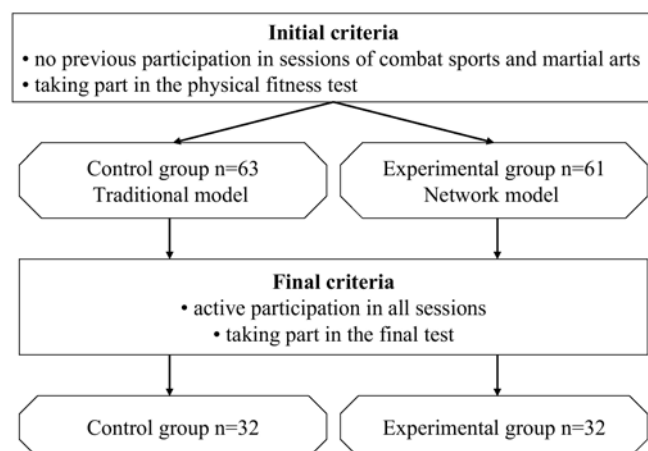 Initial criteria
• no previous participation in sessions of combat sports and martial arts
• taking part in the physical fitness test
Control group n=63
Traditional model
Experimental group n=61
Network model
Final criteria
• active participation in all sessions
• taking part in the final test
Control group n=32
Experimental group n=32